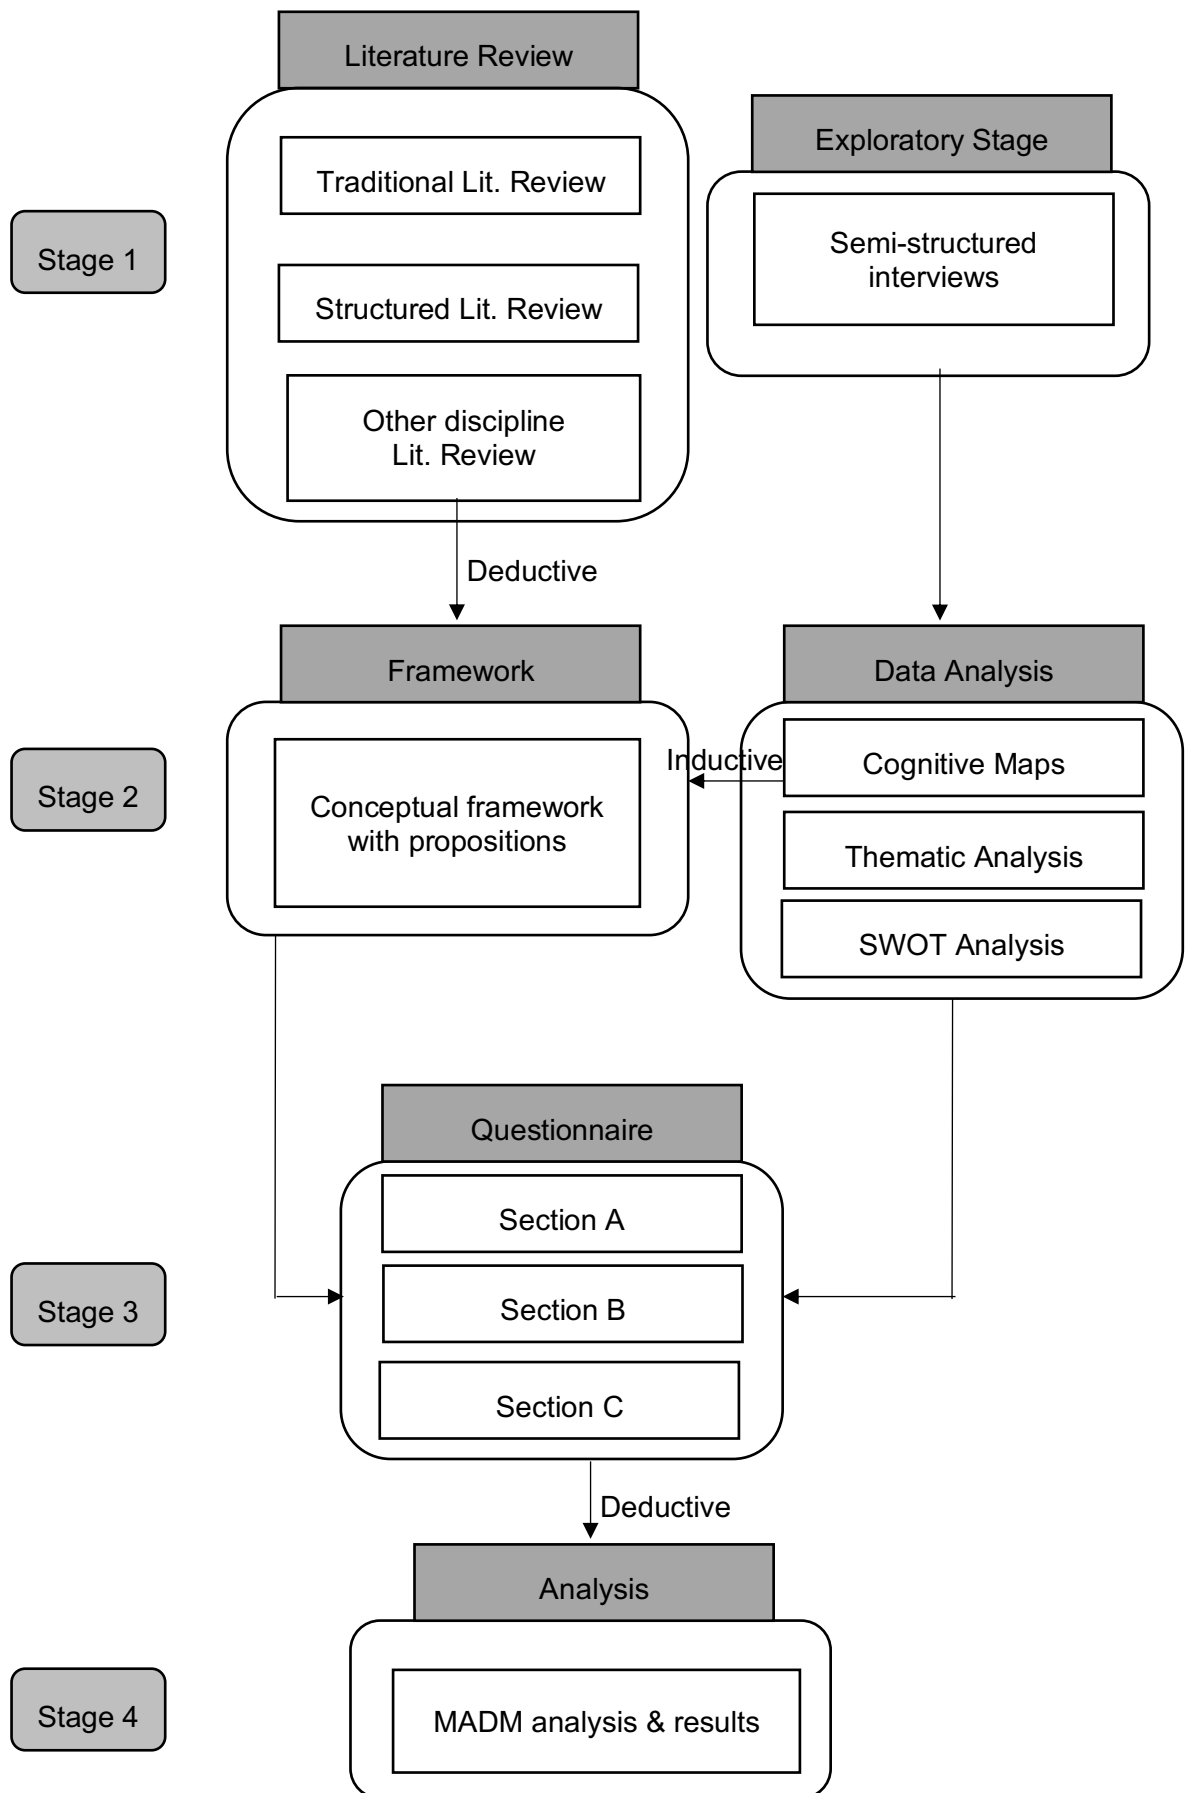 Literature Review
Exploratory Stage
Traditional Lit. Review
Semi-structured
interviews
Stage 1
Structured Lit. Review
Other discipline
Lit. Review
Deductive
Framework
Data Analysis
Inductive
Cognitive Maps
Stage 2
Conceptual framework
with propositions
Thematic Analysis
SWOT Analysis
Questionnaire
Section A
Stage 3
Section B
Section C
Deductive
Analysis
Stage 4
MADM analysis & results